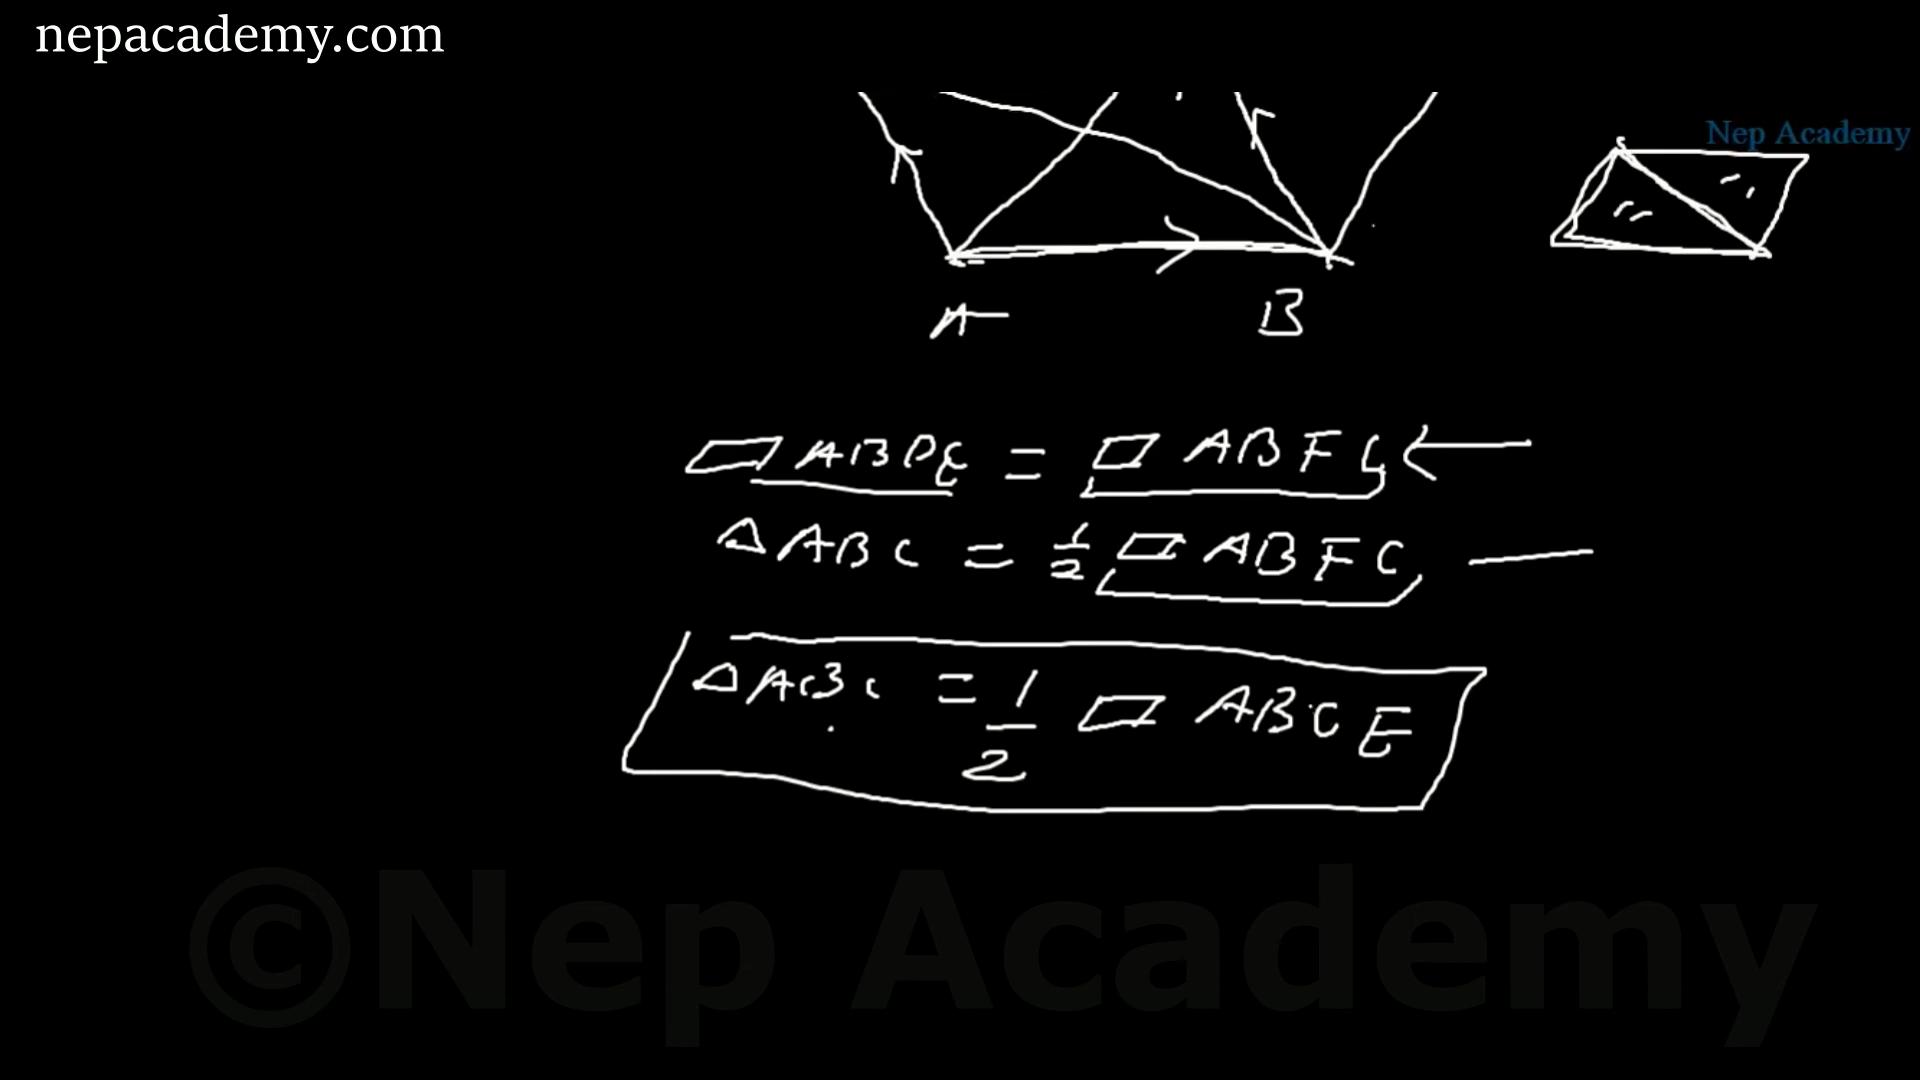 nepacademy.com
Nep Academy
A B
▱ ABDE = ▱ ABFC
△ ABC = 1/2 ▱ ABFC
△ ABC = 1/2 ▱ ABCE
©Nep Academy